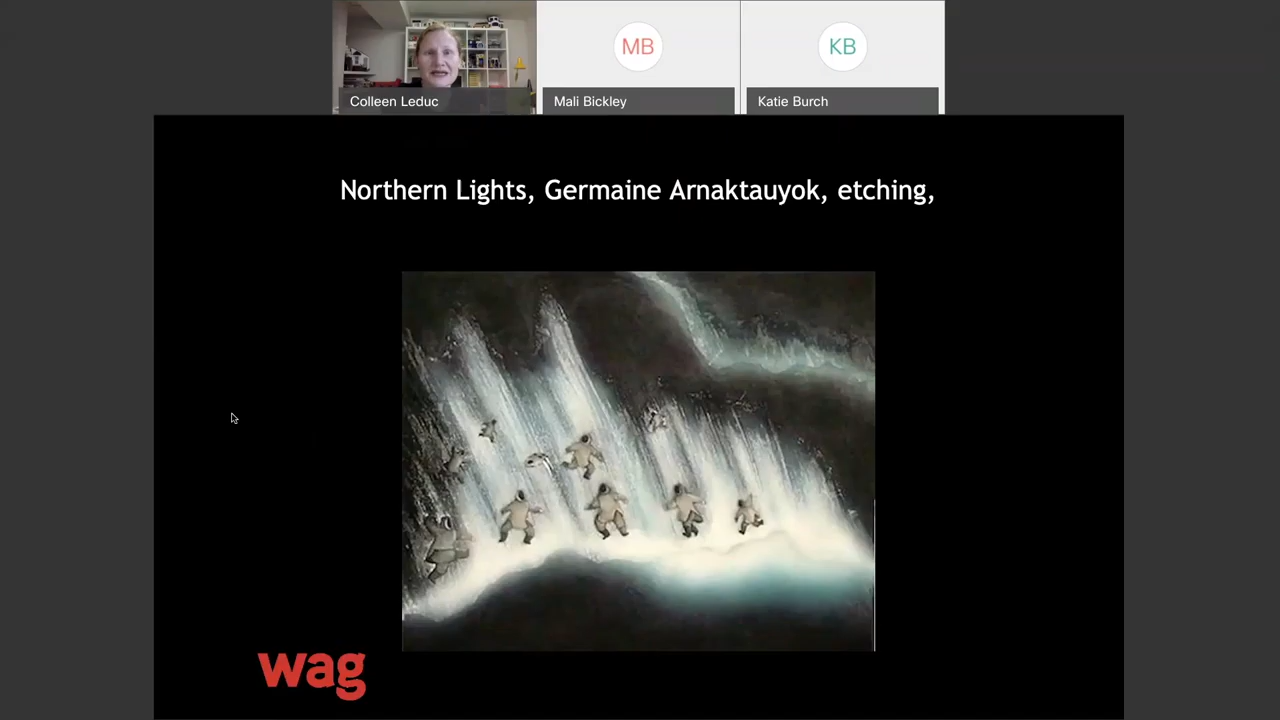 MB
KB
Colleen Leduc
Mali Bickley
Katie Burch
Northern Lights, Germaine Arnaktauyok, etching,
wag